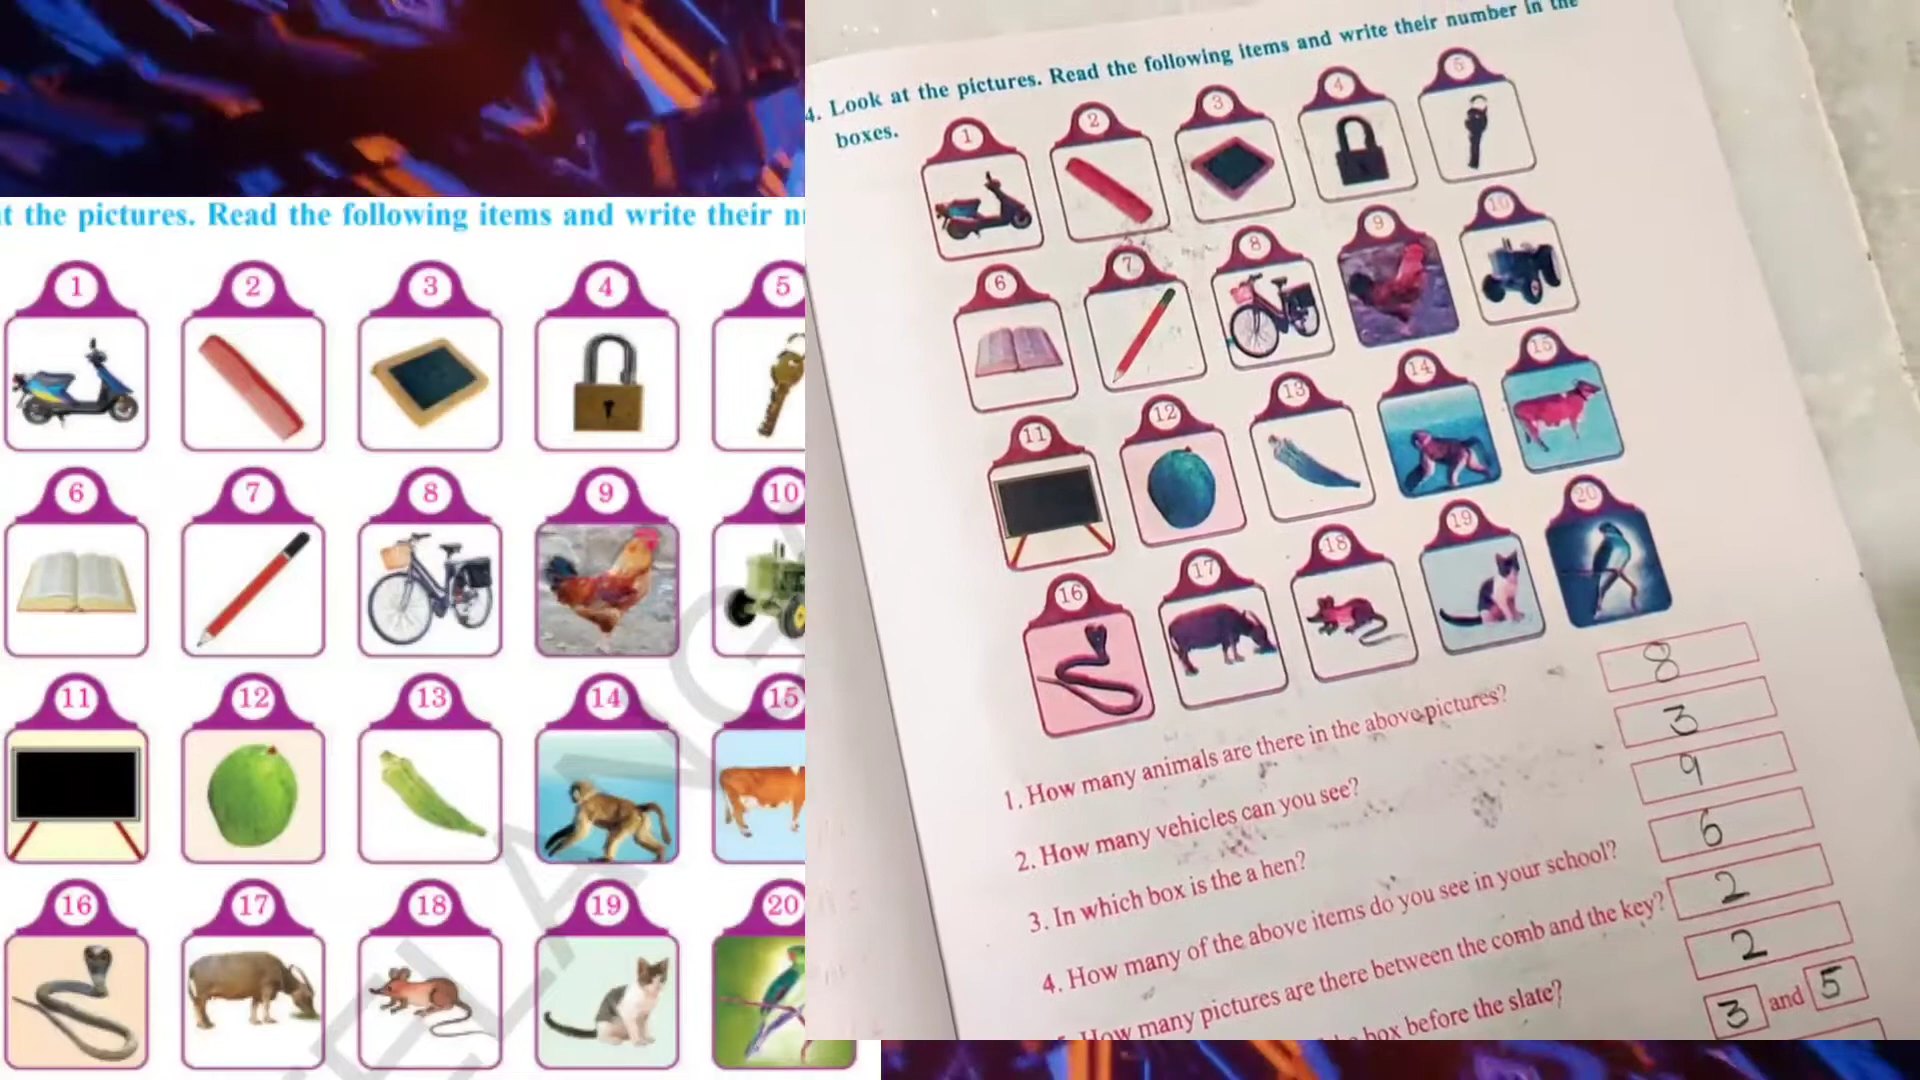 t the pictures. Read the following items and write their n
1 2 3 4 5
6 7 8 9 10
11 12 13 14 15
16 17 18 19 20
4. Look at the pictures. Read the following items and write their number in the
boxes.
1 2 3 4 5
6 7 8 9 10
11 12 13 14 15
16 17 18 19 20
1. How many animals are there in the above pictures? 8
2. How many vehicles can you see? 3
3. In which box is the a hen? 9
4. How many of the above items do you see in your school? 6
How many pictures are there between the comb and the key? 2
box before the slate? 2
3 and 5